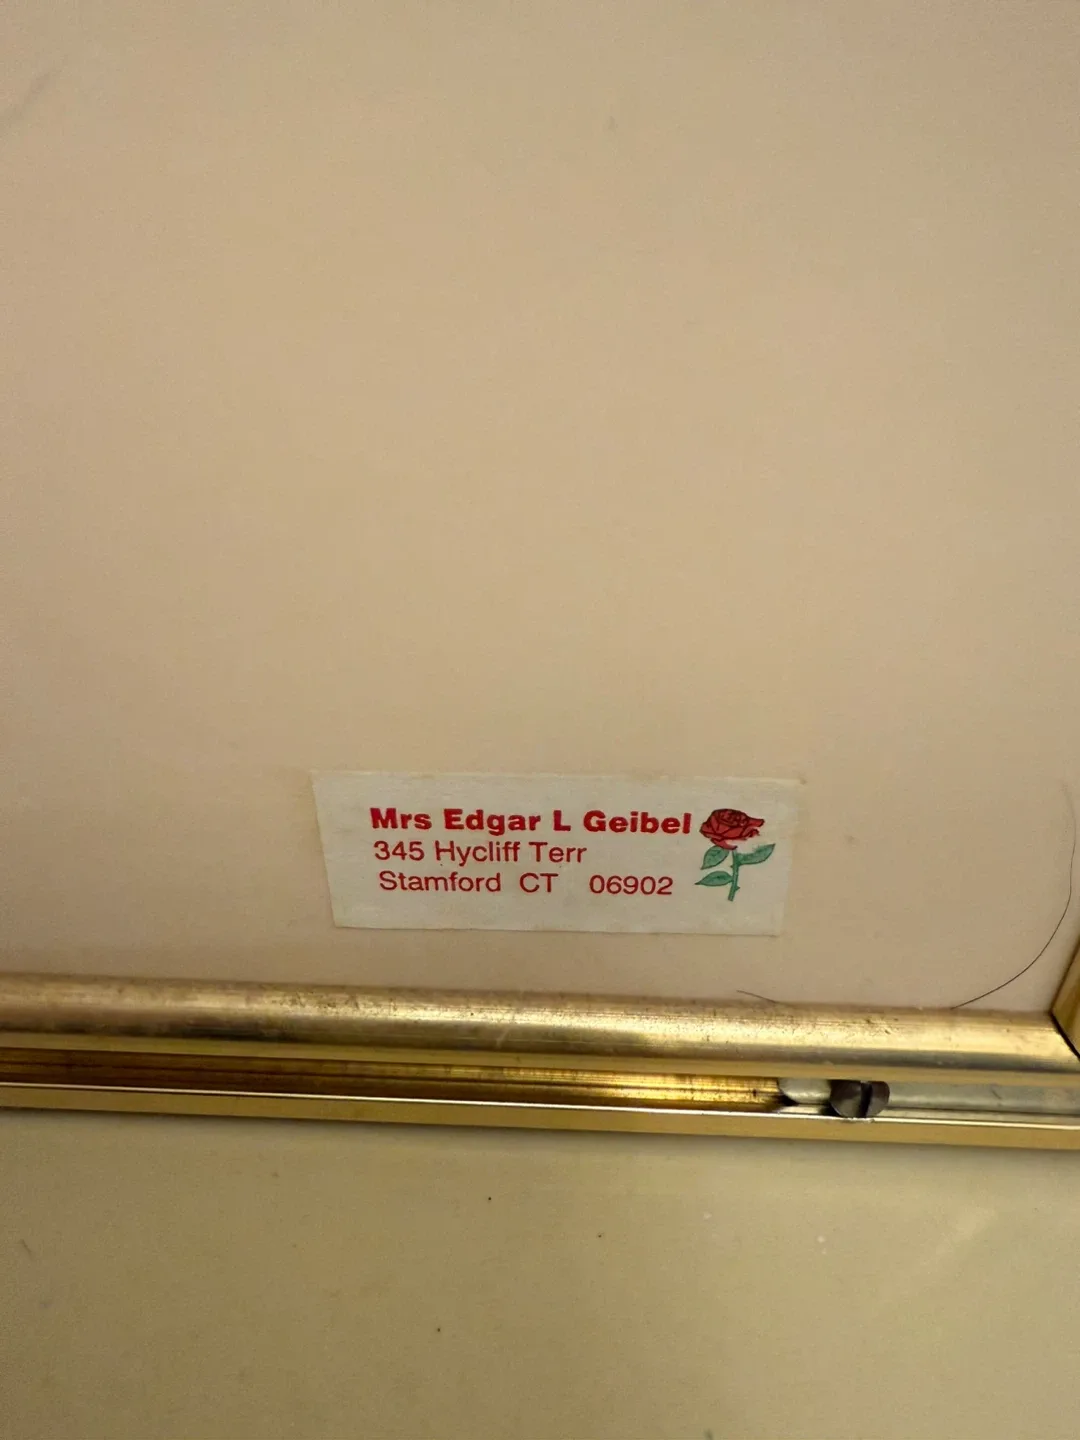 Mrs Edgar L Geibel
345 Hycliff Terr
Stamford CT 06902